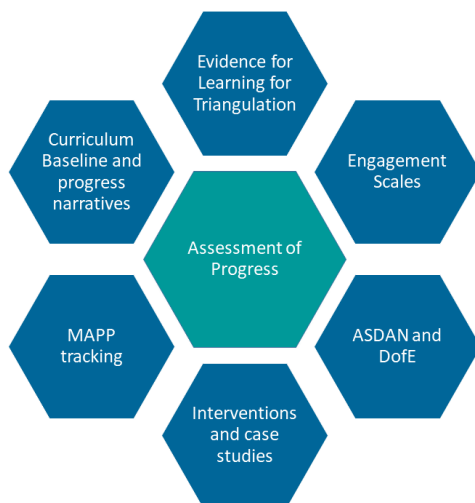 Evidence for
Learning for
Triangulation
Curriculum
Baseline and
progress
narratives
Engagement
Scales
Assessment of
Progress
MAPP
tracking
ASDAN and
DofE
Interventions
and case
studies